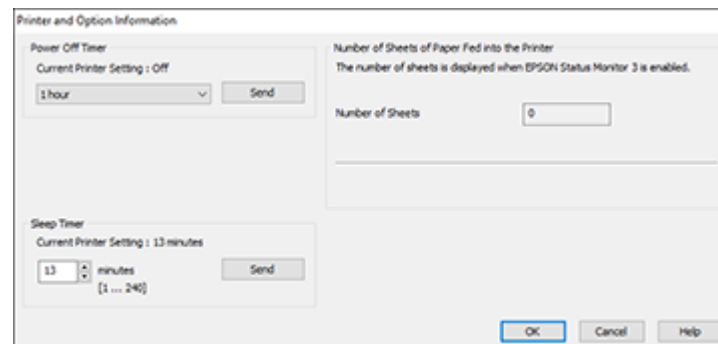 Printer and Option Information
Power Off Timer
Current Printer Setting : Off
1 hour
Send
Number of Sheets of Paper Fed into the Printer
The number of sheets is displayed when EPSON Status Monitor 3 is enabled.
Number of Sheets
0
Sleep Timer
Current Printer Setting : 13 minutes
13
minutes
Send
[1 ... 240]
OK
Cancel
Help